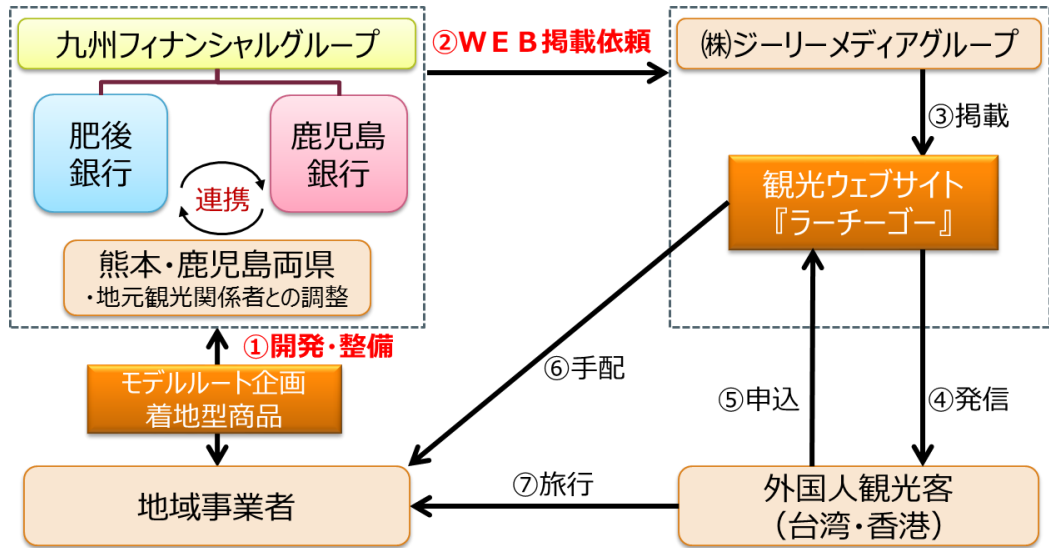 九州フィナンシャルグループ
②ＷＥＢ掲載依頼
㈱ジーリーメディアグループ
肥後
銀行
鹿児島
銀行
連携
③掲載
観光ウェブサイト
『ラーチーゴー』
熊本・鹿児島両県
・地元観光関係者との調整
①開発・整備
モデルルート企画
着地型商品
⑥手配
⑤申込
④発信
地域事業者
⑦旅行
外国人観光客
（台湾・香港）